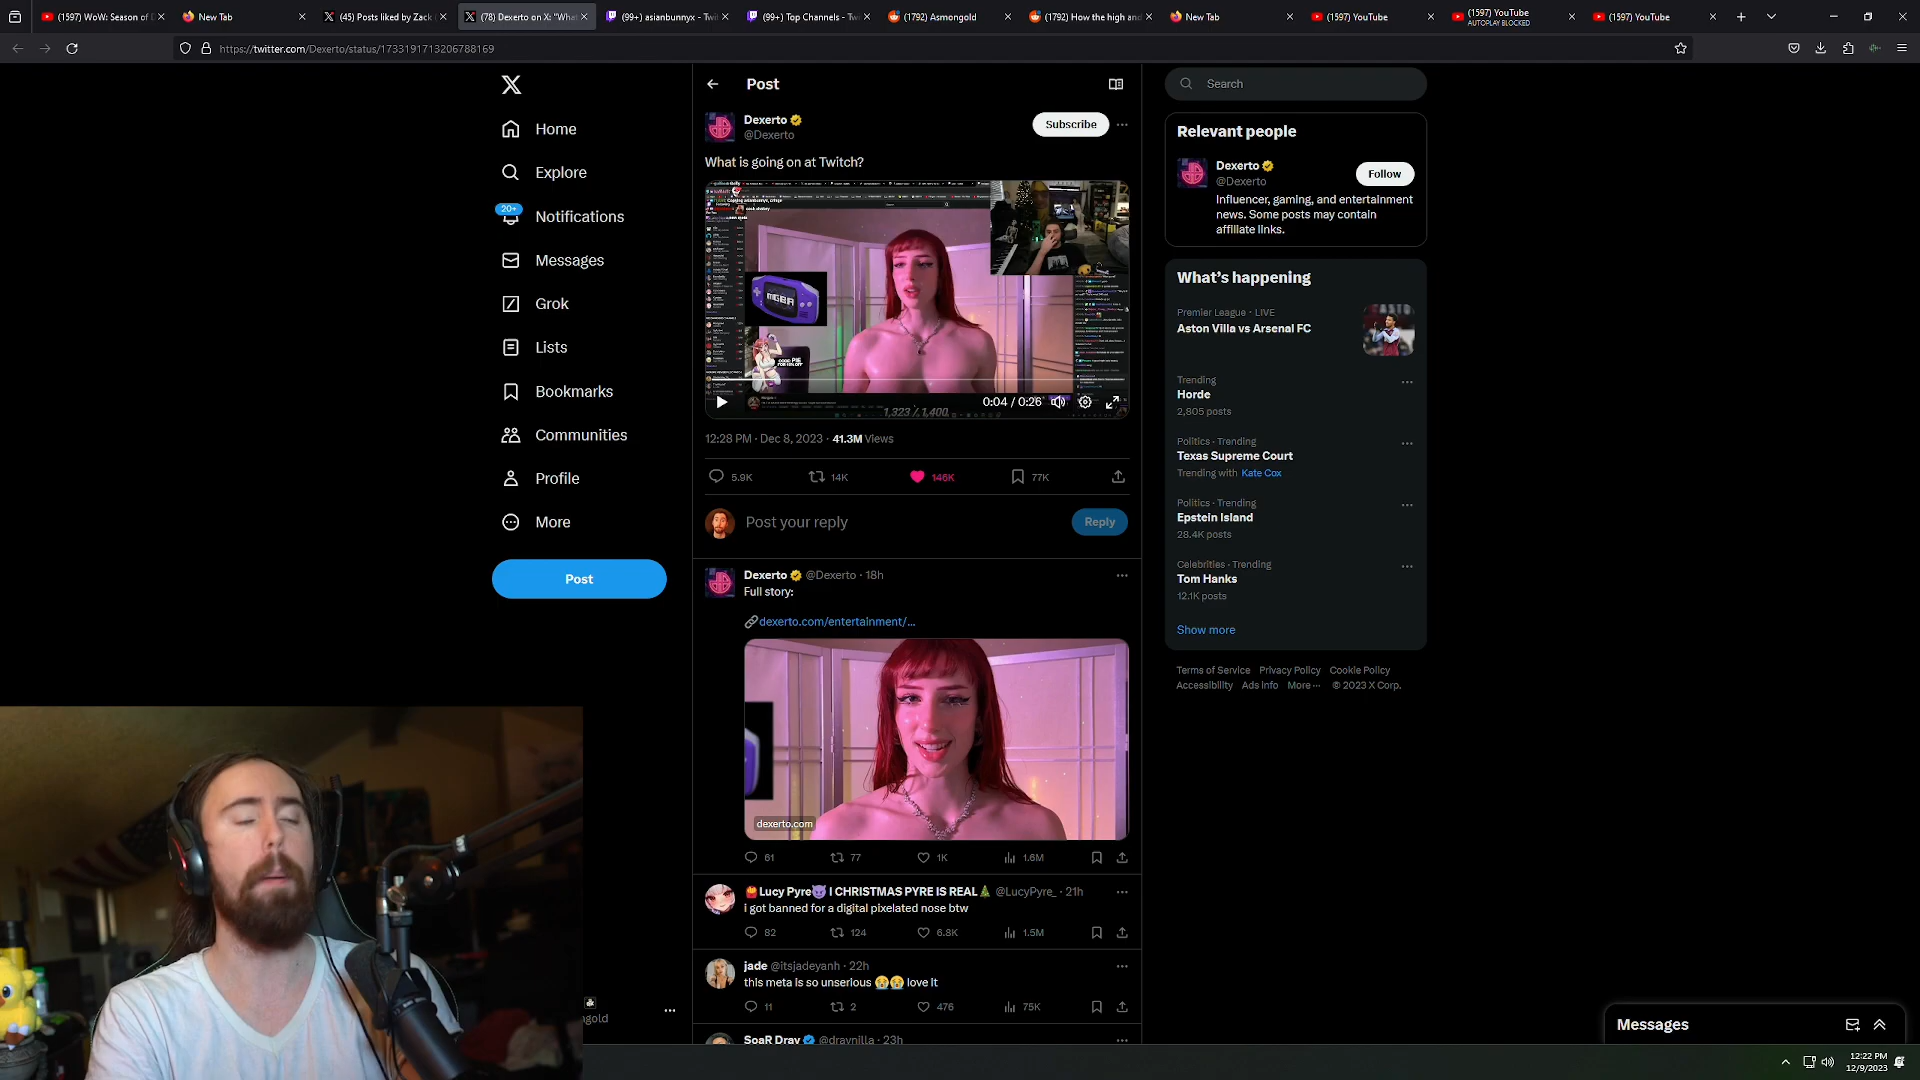 (1597) WoW: Season of D
New Tab
(45) Posts liked by Zack (
(78) Dexerto on X: "What
(99+) asianbunnyx - Twi
(99+) Top Channels - Tw
(1792) Asmongold
(1792) How the high and
New Tab
(1597) YouTube
(1597) YouTube
AUTOPLAY BLOCKED
(1597) YouTube
https://twitter.com/Dexerto/status/1733191713206788169
Home
Explore
20+
Notifications
Messages
Grok
Lists
Bookmarks
Communities
Profile
More
Post
Post
Dexerto
@Dexerto
Subscribe
What is going on at Twitch?
mGBA
0:04 / 0:26
1,323 / 1,400
12:28 PM · Dec 8, 2023 · 41.3M Views
5.9K 14K 146K 77K
Post your reply
Reply
Dexerto @Dexerto · 18h
Full story:
🔗dexerto.com/entertainment/...
dexerto.com
61 77 1K 1.6M
Lucy Pyre😈 I CHRISTMAS PYRE IS REAL🎄 @LucyPyre_ · 21h
i got banned for a digital pixelated nose btw
82 124 6.8K 1.5M
jade @itsjadeyanh · 22h
this meta is so unserious 😭😭 love it
11 2 476 75K
SoaR Dray @draynilla · 23h
Search
Relevant people
Dexerto
@Dexerto
Follow
Influencer, gaming, and entertainment
news. Some posts may contain
affiliate links.
What's happening
Premier League · LIVE
Aston Villa vs Arsenal FC
Trending
Horde
2,805 posts
Politics · Trending
Texas Supreme Court
Trending with Kate Cox
Politics · Trending
Epstein Island
28.4K posts
Celebrities · Trending
Tom Hanks
12.1K posts
Show more
Terms of Service Privacy Policy Cookie Policy
Accessibility Ads info More ··· © 2023 X Corp.
ngold
Messages
12:22 PM
12/9/2023